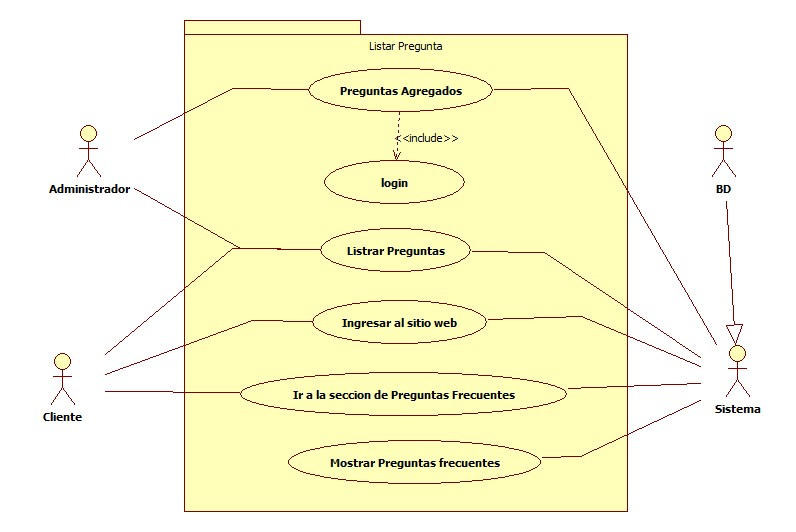 Listar Pregunta
Preguntas Agregados
<<include>>
login
Administrador
BD
Listrar Preguntas
Ingresar al sitio web
Ir a la seccion de Preguntas Frecuentes
Cliente
Sistema
Mostrar Preguntas frecuentes